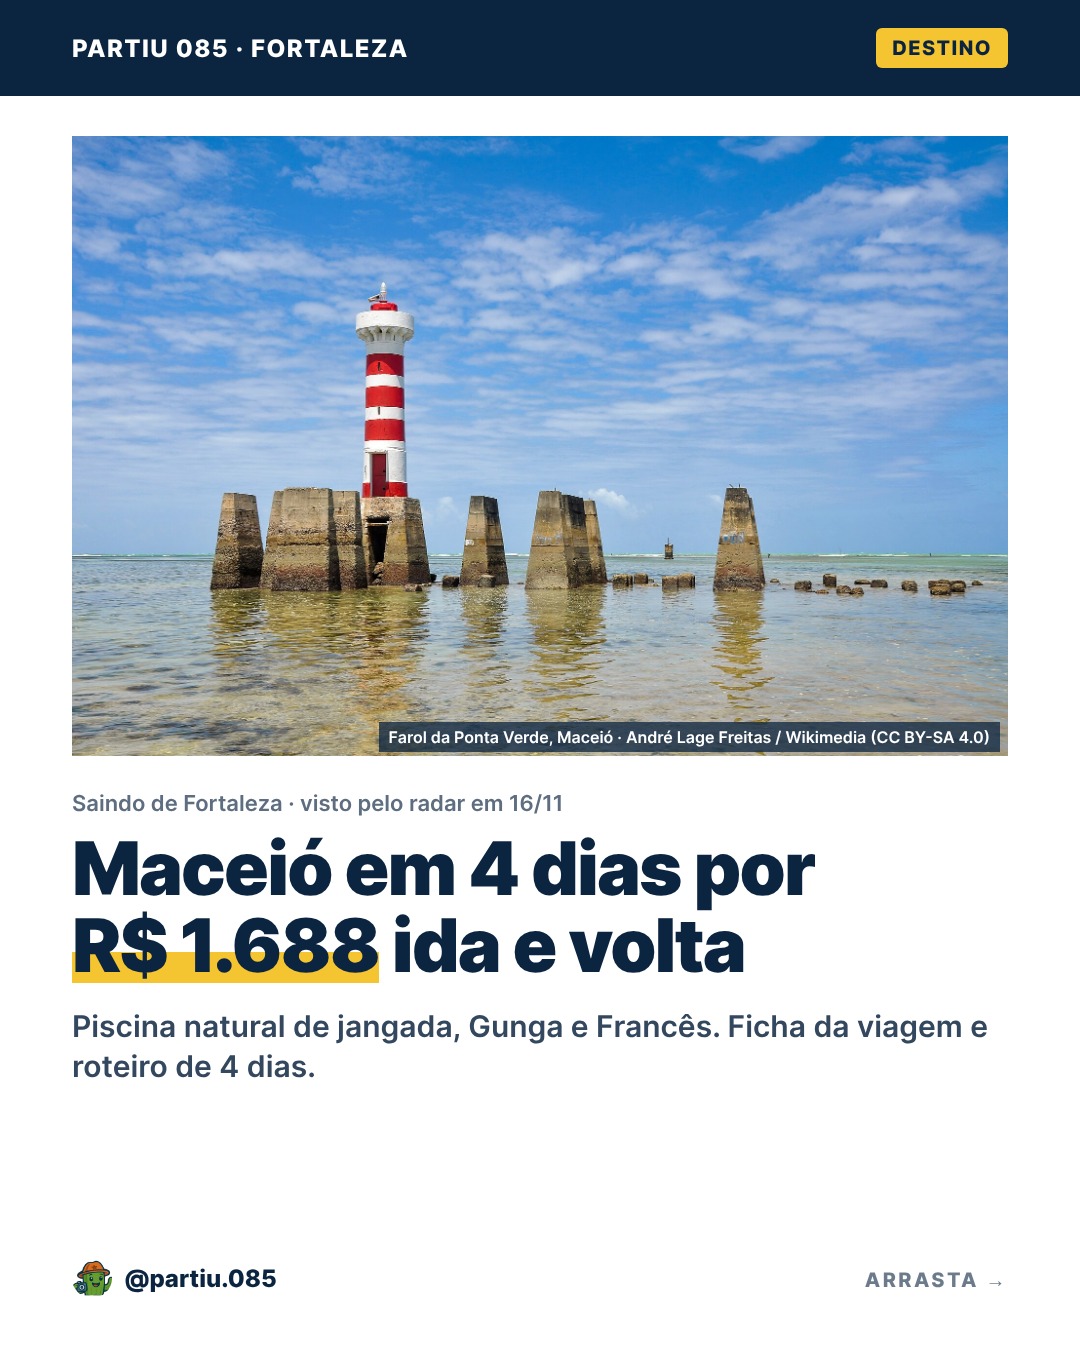 PARTIU 085 · FORTALEZA
DESTINO
Farol da Ponta Verde, Maceió · André Lage Freitas / Wikimedia (CC BY-SA 4.0)
Saindo de Fortaleza · visto pelo radar em 16/11
Maceió em 4 dias por
R$ 1.688 ida e volta
Piscina natural de jangada, Gunga e Francês. Ficha da viagem e
roteiro de 4 dias.
@partiu.085
ARRASTA →